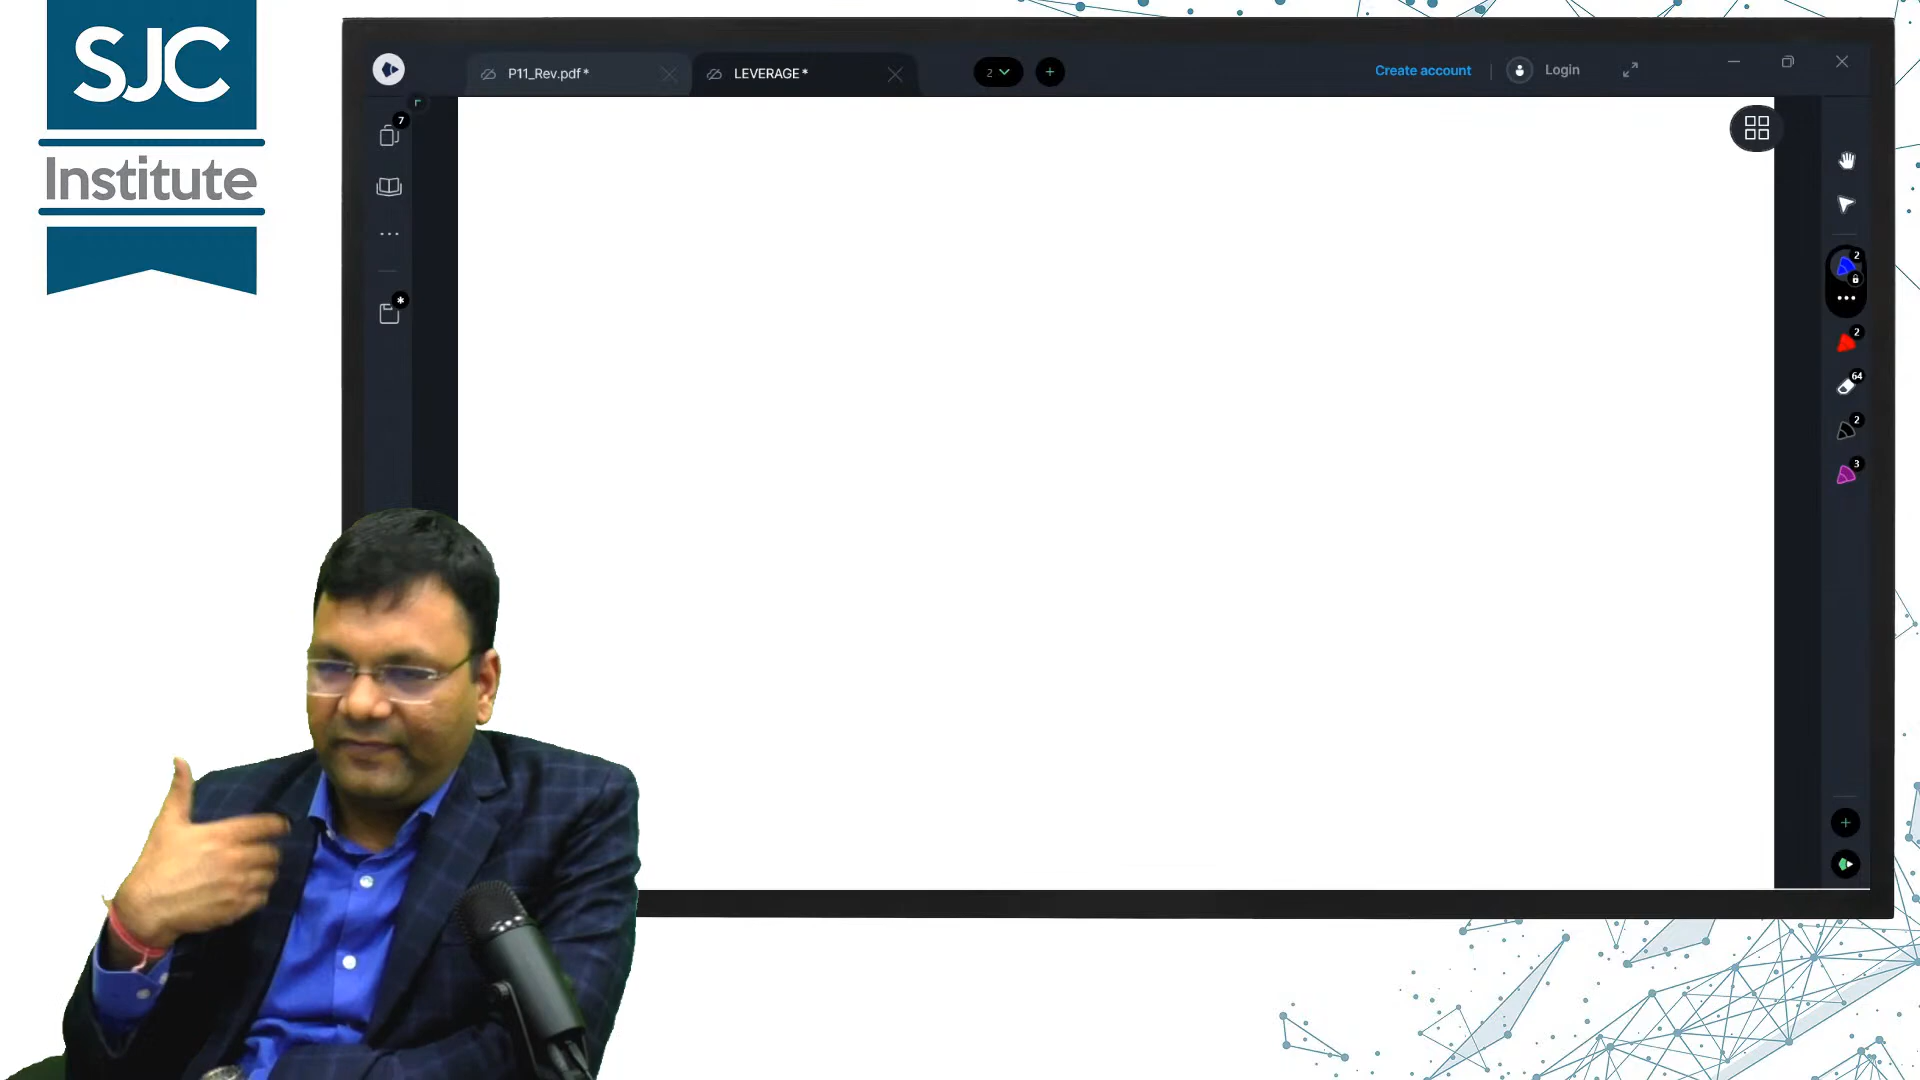 SJC
Institute
P11_Rev.pdf *
LEVERAGE *
2
Create account
Login
7
*
2
2
64
2
3